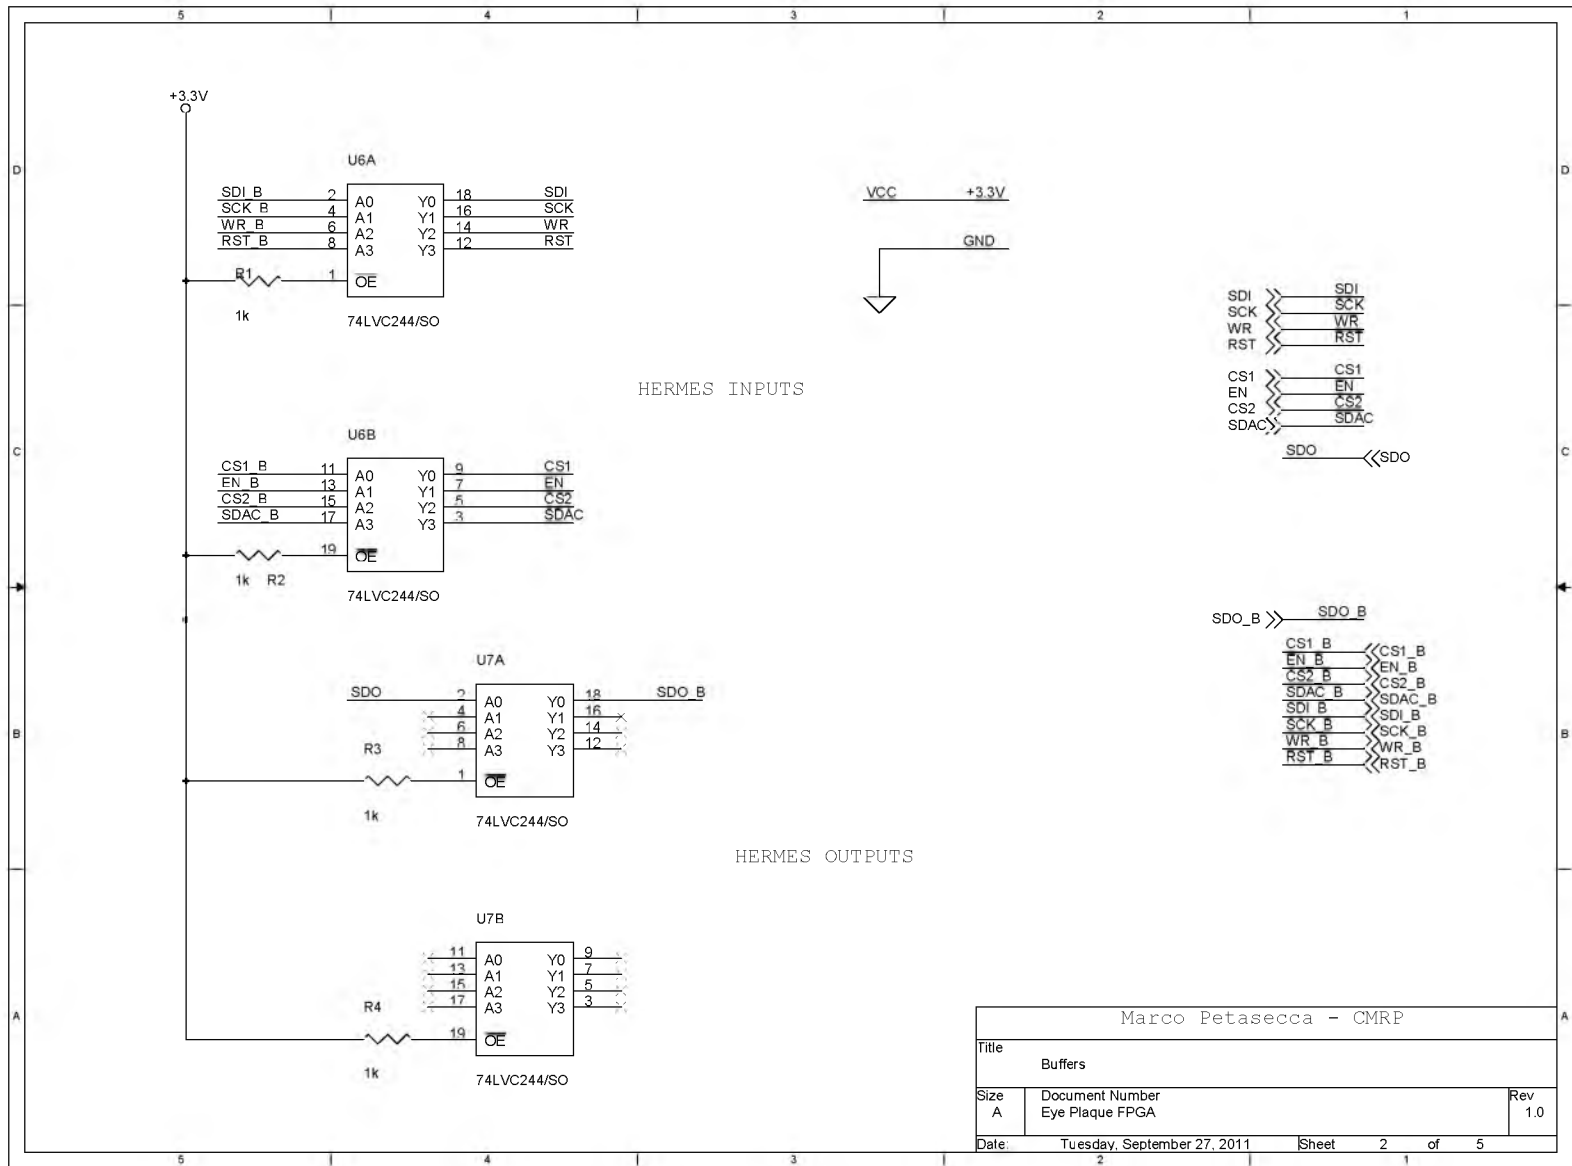 5 4 3 2 1
+3.3V
D D
U6A
SDI_B 2 A0 Y0 18 SDI
SCK_B 4 A1 Y1 16 SCK
WR_B 6 A2 Y2 14 WR
RST_B 8 A3 Y3 12 RST
R1 1 OE
1k
74LVC244/SO
VCC +3.3V
GND
SDI SDI
SCK SCK
WR WR
RST RST
CS1 CS1
EN EN
CS2 CS2
SDAC SDAC
SDO SDO
HERMES INPUTS
C C
U6B
CS1_B 11 A0 Y0 9 CS1
EN_B 13 A1 Y1 7 EN
CS2_B 15 A2 Y2 5 CS2
SDAC_B 17 A3 Y3 3 SDAC
19 OE
1k R2
74LVC244/SO
SDO_B SDO_B
CS1_B CS1_B
EN_B EN_B
CS2_B CS2_B
SDAC_B SDAC_B
SDI_B SDI_B
SCK_B SCK_B
WR_B WR_B
RST_B RST_B
U7A
SDO 2 A0 Y0 18 SDO_B
4 A1 Y1 16
6 A2 Y2 14
8 A3 Y3 12
B B
R3
1 OE
1k
74LVC244/SO
HERMES OUTPUTS
U7B
11 A0 Y0 9
13 A1 Y1 7
15 A2 Y2 5
17 A3 Y3 3
A A
R4
19 OE
1k
74LVC244/SO
Marco Petasecca - CMRP
Title
Buffers
Size Document Number Rev
A Eye Plaque FPGA 1.0
Date: Tuesday, September 27, 2011 Sheet 2 of 5
5 4 3 2 1